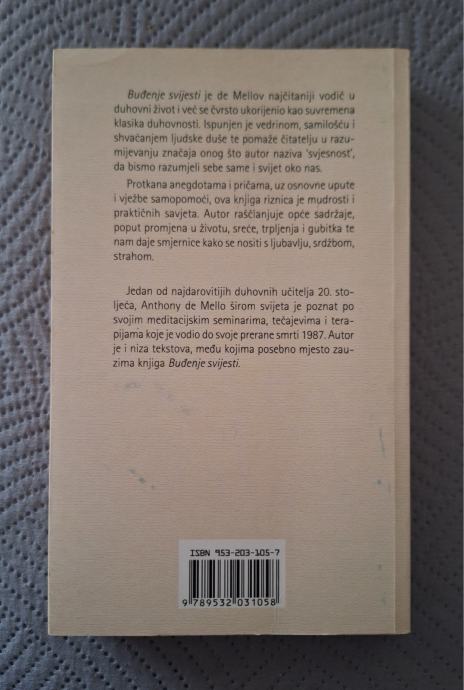 Buđenje svijesti je de Mellov najčitaniji vodič u
duhovni život i već se čvrsto ukorijenio kao suvremena
klasika duhovnosti. Ispunjen je vedrinom, samilošću i
shvaćanjem ljudske duše te pomaže čitatelju u razu-
mijevanju značaja onog što autor naziva 'svjesnost',
da bismo razumjeli sebe same i svijet oko nas.
Protkana anegdotama i pričama, uz osnovne upute
i vježbe samopomoći, ova knjiga riznica je mudrosti i
praktičnih savjeta. Autor raščlanjuje opće sadržaje,
poput promjena u životu, sreće, trpljenja i gubitka te
nam daje smjernice kako se nositi s ljubavlju, srdžbom,
strahom.
Jedan od najdarovitijih duhovnih učitelja 20. sto-
ljeća, Anthony de Mello širom svijeta je poznat po
svojim meditacijskim seminarima, tečajevima i tera-
pijama koje je vodio do svoje prerane smrti 1987. Autor
je i niza tekstova, među kojima posebno mjesto zau-
zima knjiga Buđenje svijesti.
ISBN 953-203-105-7
9 789532 031058